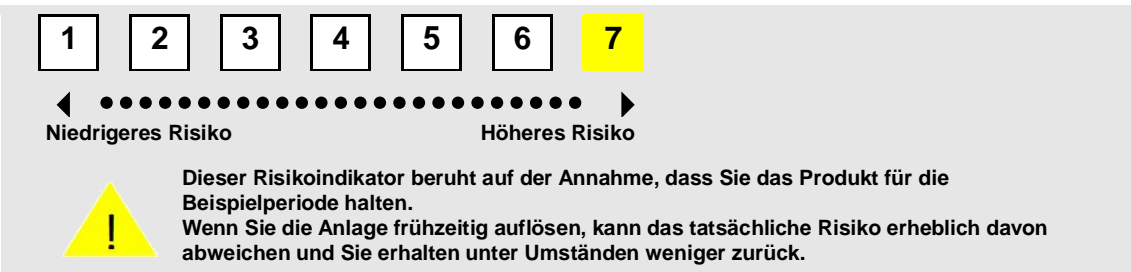 1 2 3 4 5 6 7
Niedrigeres Risiko Höheres Risiko
Dieser Risikoindikator beruht auf der Annahme, dass Sie das Produkt für die
Beispielperiode halten.
Wenn Sie die Anlage frühzeitig auflösen, kann das tatsächliche Risiko erheblich davon
abweichen und Sie erhalten unter Umständen weniger zurück.
!